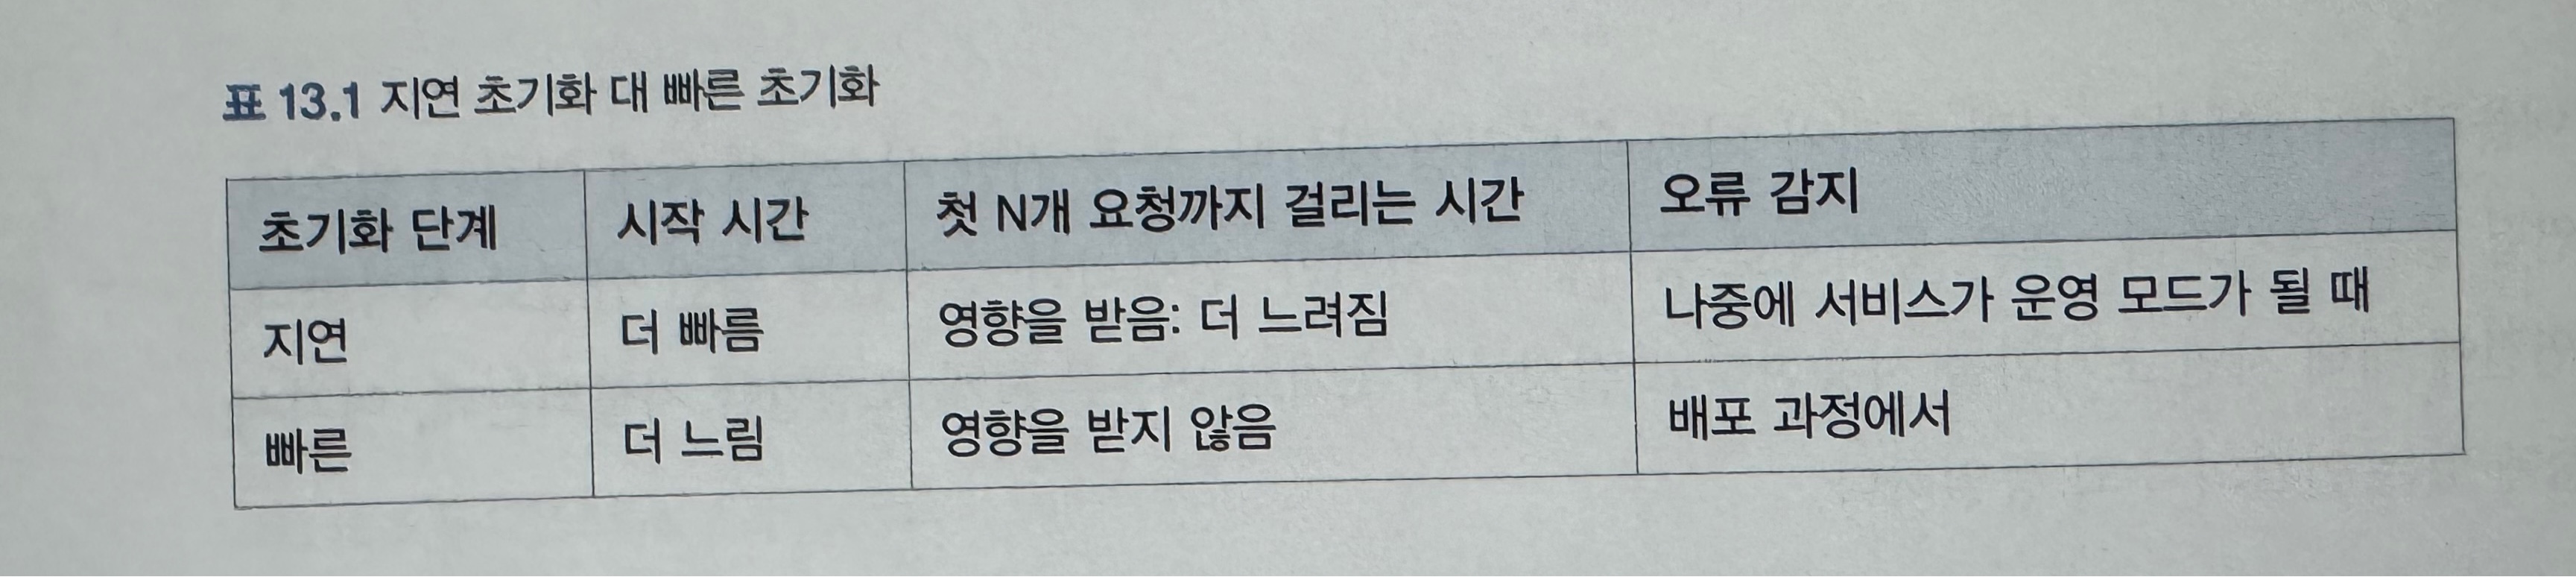 표 13.1 지연 초기화 대 빠른 초기화
초기화 단계 시작 시간 첫 N개 요청까지 걸리는 시간 오류 감지
지연 더 빠름 영향을 받음: 더 느려짐 나중에 서비스가 운영 모드가 될 때
빠른 더 느림 영향을 받지 않음 배포 과정에서